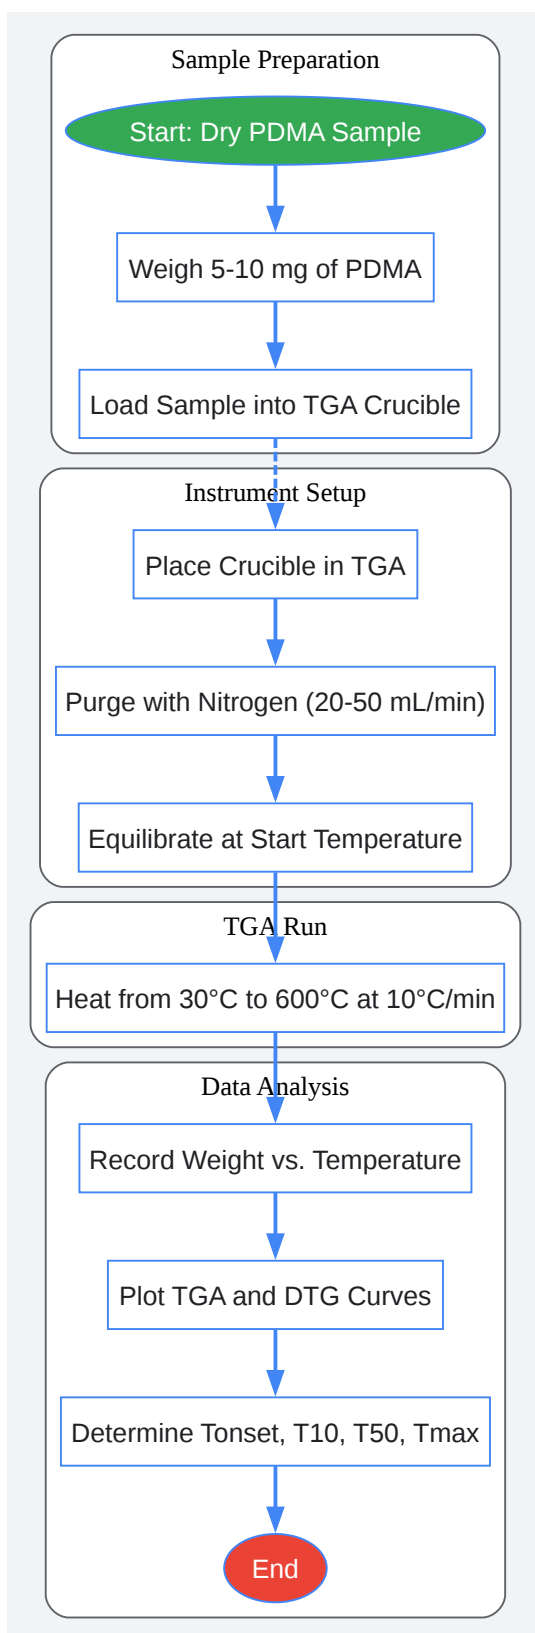 Sample Preparation
Start: Dry PDMA Sample
Weigh 5-10 mg of PDMA
Load Sample into TGA Crucible
Instrument Setup
Place Crucible in TGA
Purge with Nitrogen (20-50 mL/min)
Equilibrate at Start Temperature
TGA Run
Heat from 30°C to 600°C at 10°C/min
Data Analysis
Record Weight vs. Temperature
Plot TGA and DTG Curves
Determine Tonset, T10, T50, Tmax
End